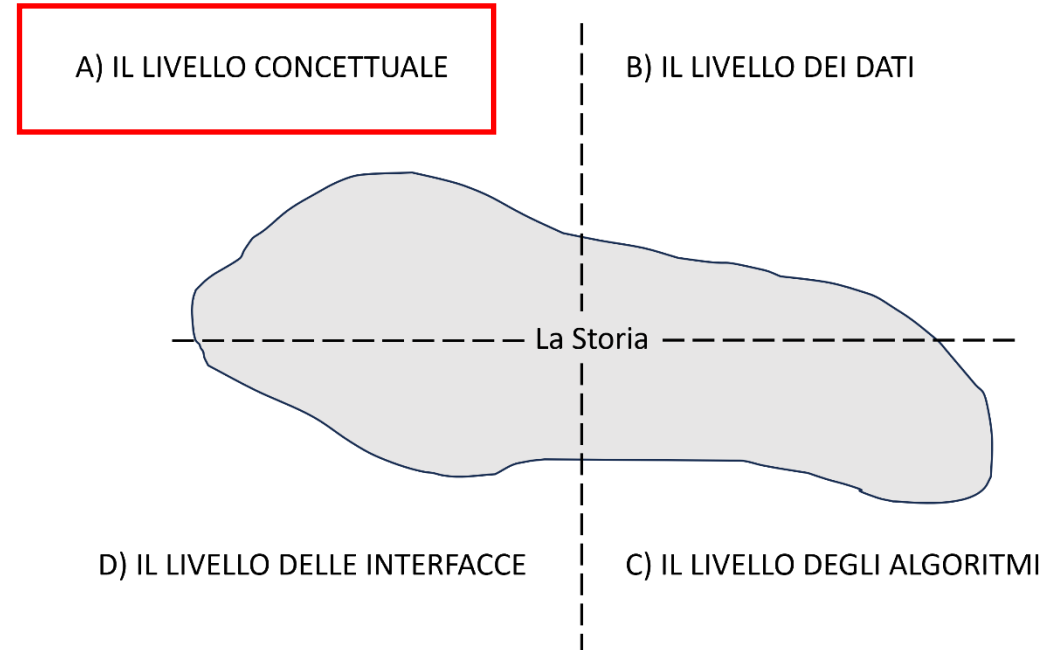 A) IL LIVELLO CONCETTUALE
B) IL LIVELLO DEI DATI
La Storia
D) IL LIVELLO DELLE INTERFACCE
C) IL LIVELLO DEGLI ALGORITMI